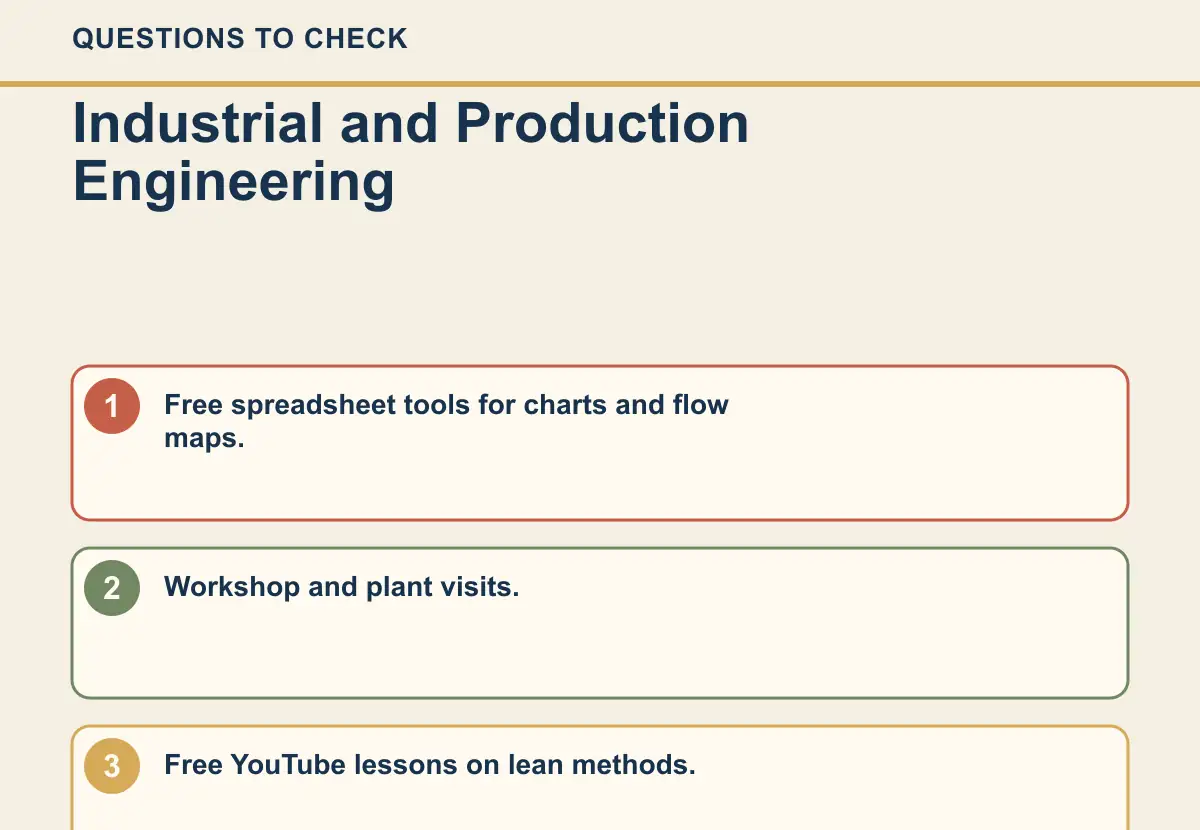 QUESTIONS TO CHECK
Industrial and Production
Engineering
1
Free spreadsheet tools for charts and flow
maps.
2
Workshop and plant visits.
3
Free YouTube lessons on lean methods.